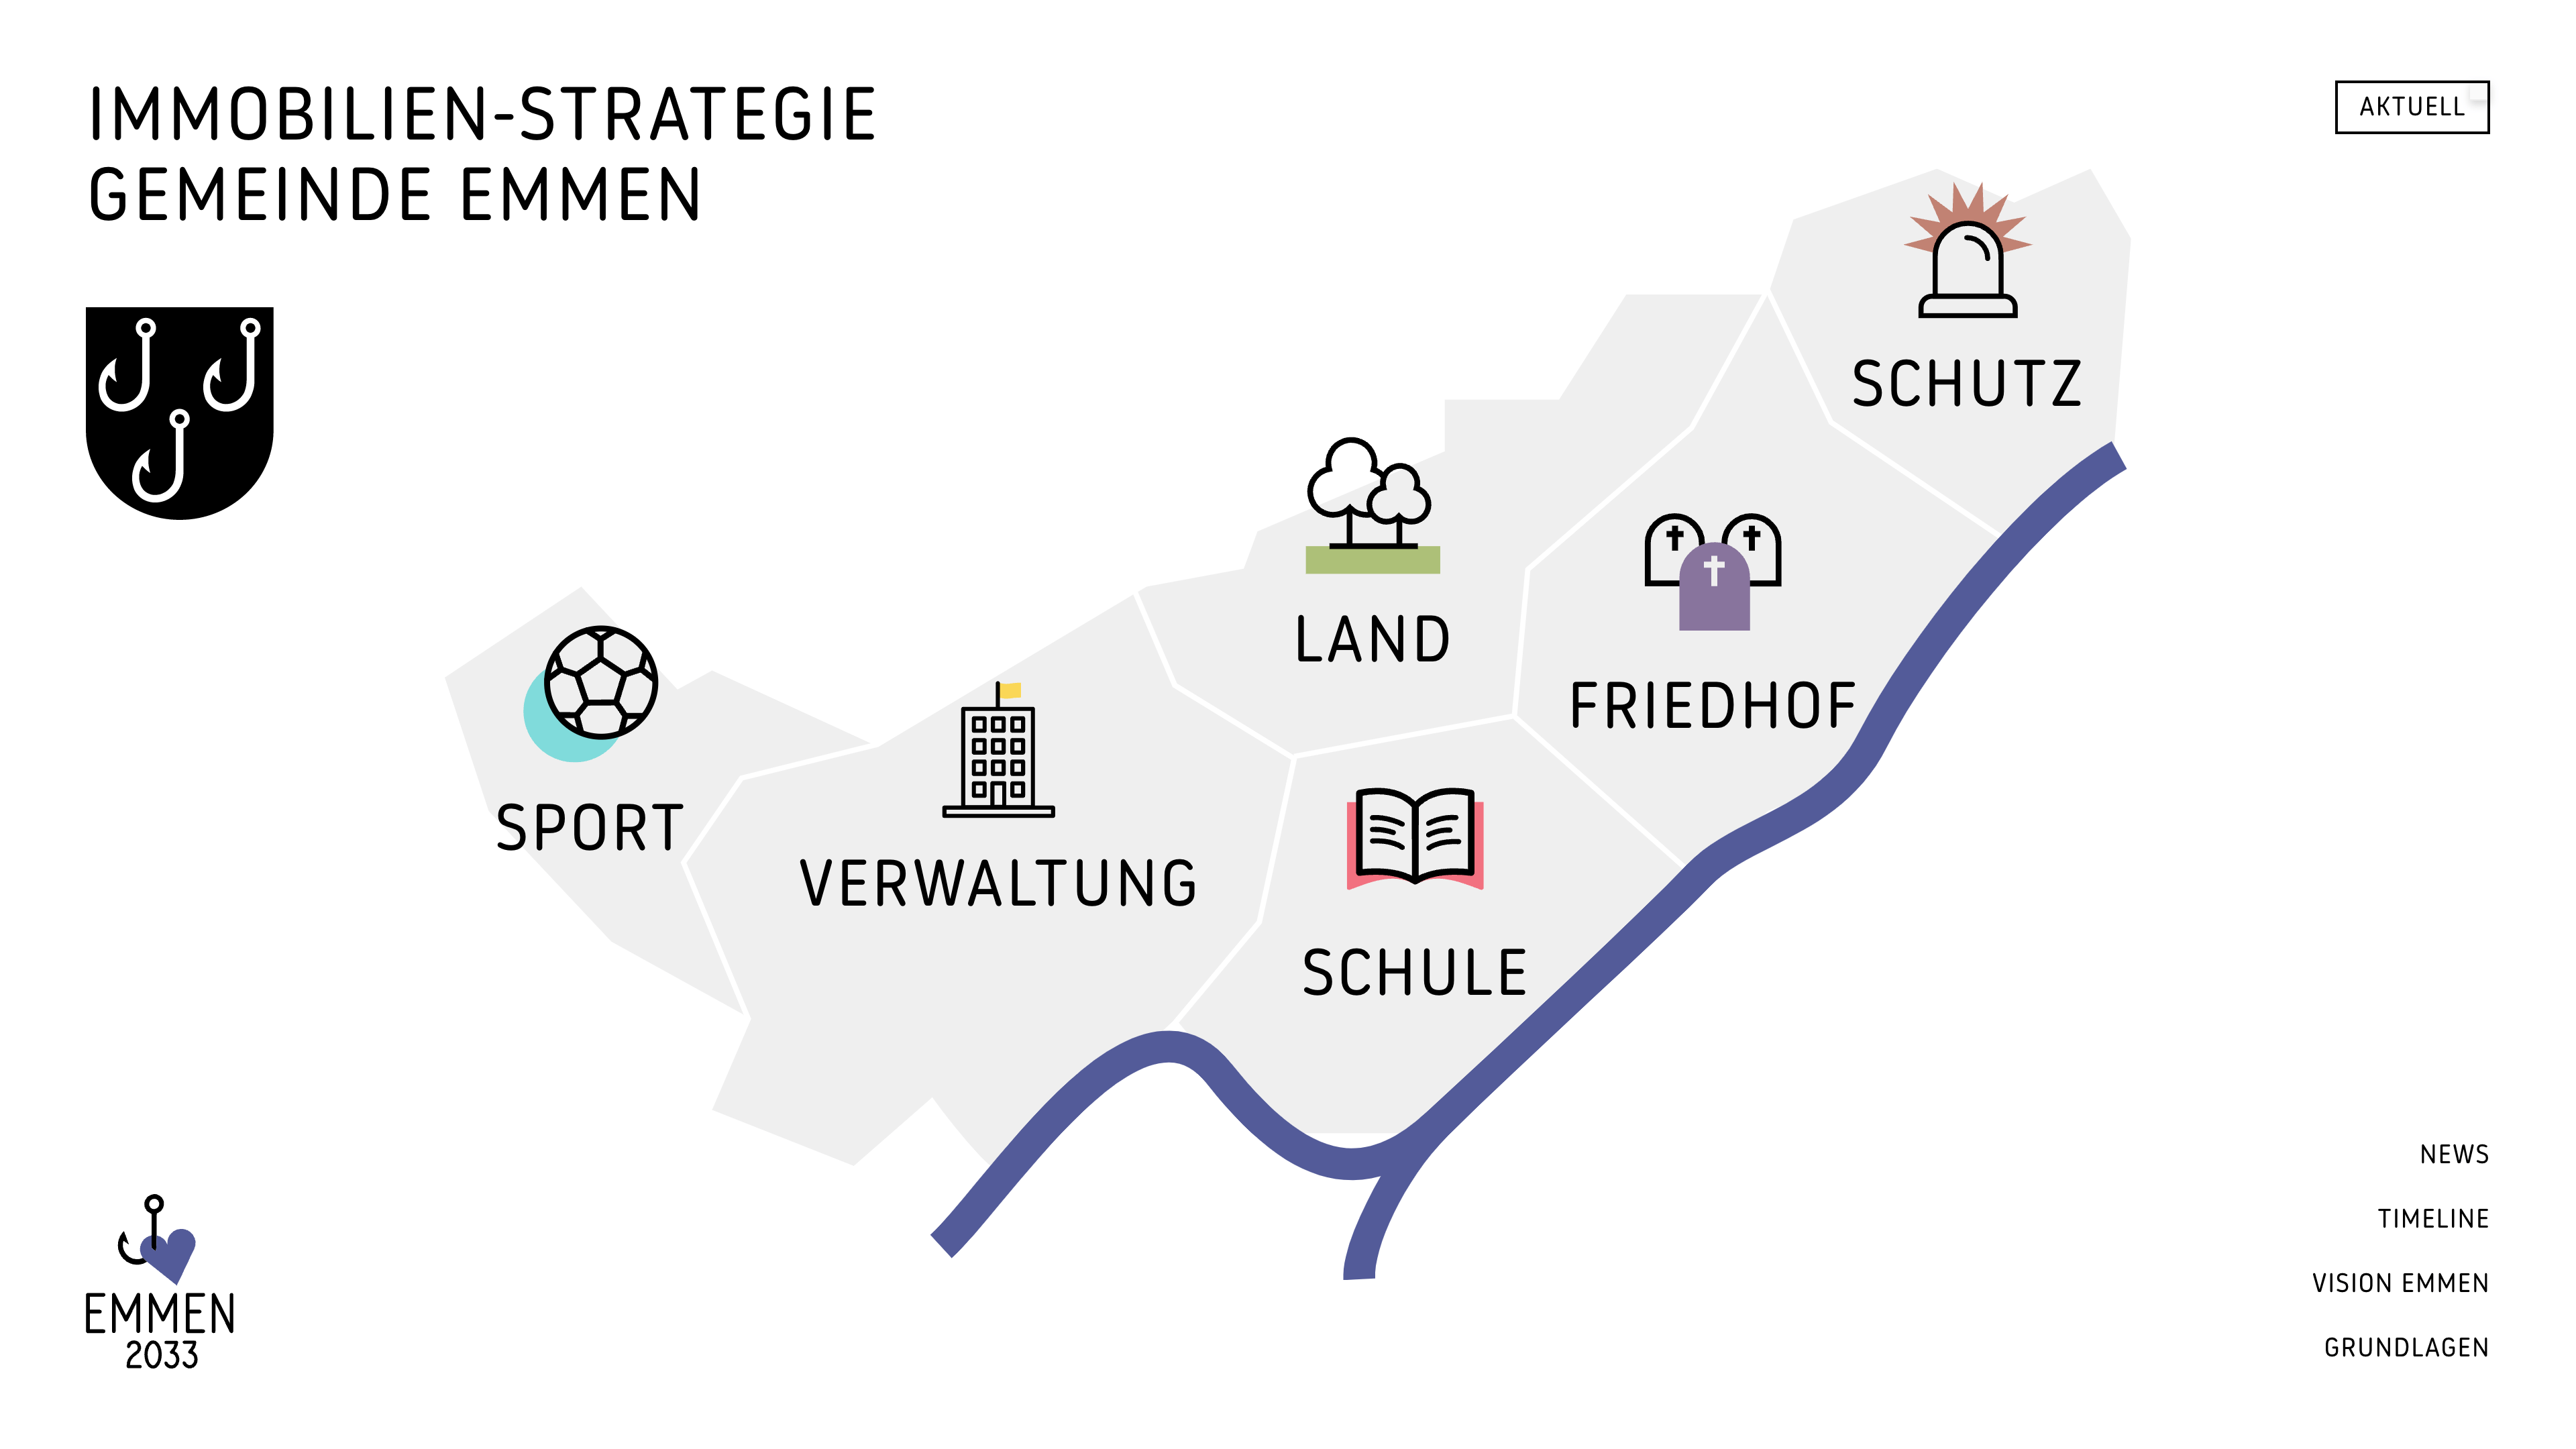 IMMOBILIEN-STRATEGIE
GEMEINDE EMMEN
AKTUELL
SCHUTZ
LAND
FRIEDHOF
SPORT
VERWALTUNG
SCHULE
EMMEN
2033
NEWS
TIMELINE
VISION EMMEN
GRUNDLAGEN